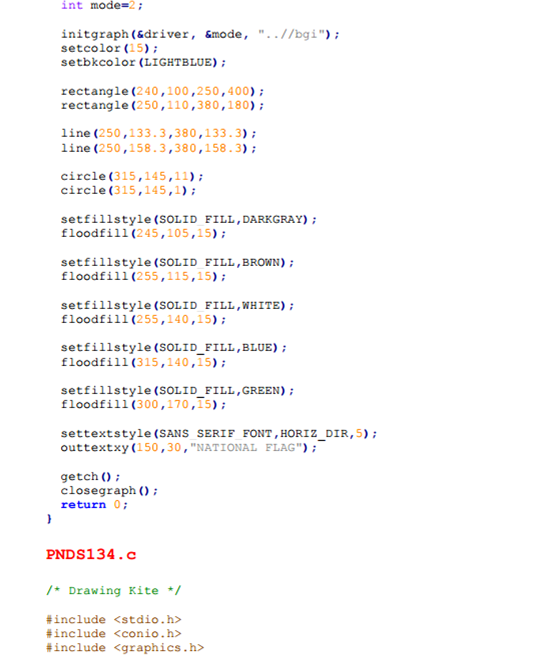 int mode=2;
initgraph(&driver, &mode, "..//bgi");
setcolor(15);
setbkcolor(LIGHTBLUE);
rectangle(240,100,250,400);
rectangle(250,110,380,180);
line(250,133.3,380,133.3);
line(250,158.3,380,158.3);
circle(315,145,11);
circle(315,145,1);
setfillstyle(SOLID_FILL,DARKGRAY);
floodfill(245,105,15);
setfillstyle(SOLID_FILL,BROWN);
floodfill(255,115,15);
setfillstyle(SOLID_FILL,WHITE);
floodfill(255,140,15);
setfillstyle(SOLID_FILL,BLUE);
floodfill(315,140,15);
setfillstyle(SOLID_FILL,GREEN);
floodfill(300,170,15);
settextstyle(SANS_SERIF_FONT,HORIZ_DIR,5);
outtextxy(150,30,"NATIONAL FLAG");
getch();
closegraph();
return 0;
}
PNDS134.c
/* Drawing Kite */
#include <stdio.h>
#include <conio.h>
#include <graphics.h>